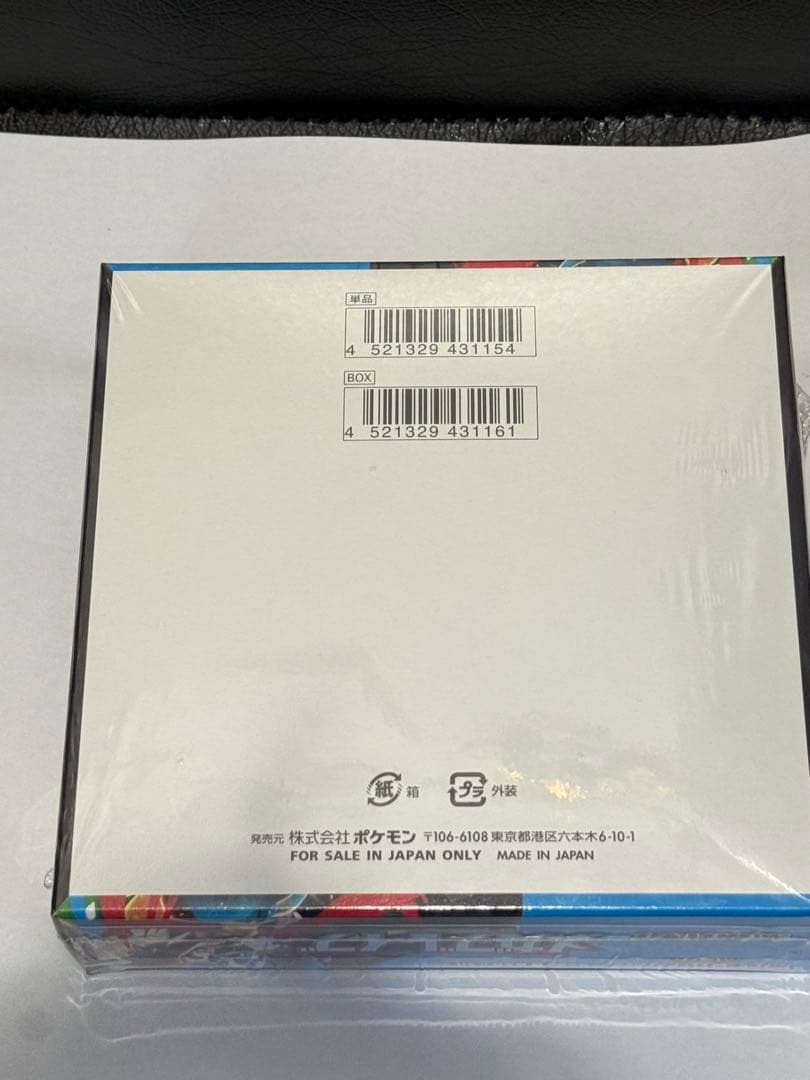 単品
4 521329 431154
BOX
4 521329 431161
紙 箱 プラ 外装
発売元 株式会社ポケモン 〒106-6108 東京都港区六本木6-10-1
FOR SALE IN JAPAN ONLY MADE IN JAPAN